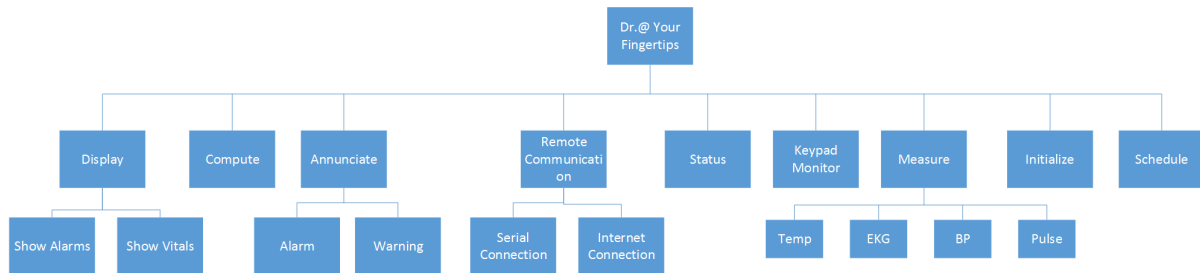 Dr.@ Your
Fingertips
Display
Compute
Annunciate
Remote
Communicati
on
Status
Keypad
Monitor
Measure
Initialize
Schedule
Show Alarms
Show Vitals
Alarm
Warning
Serial
Connection
Internet
Connection
Temp
EKG
BP
Pulse